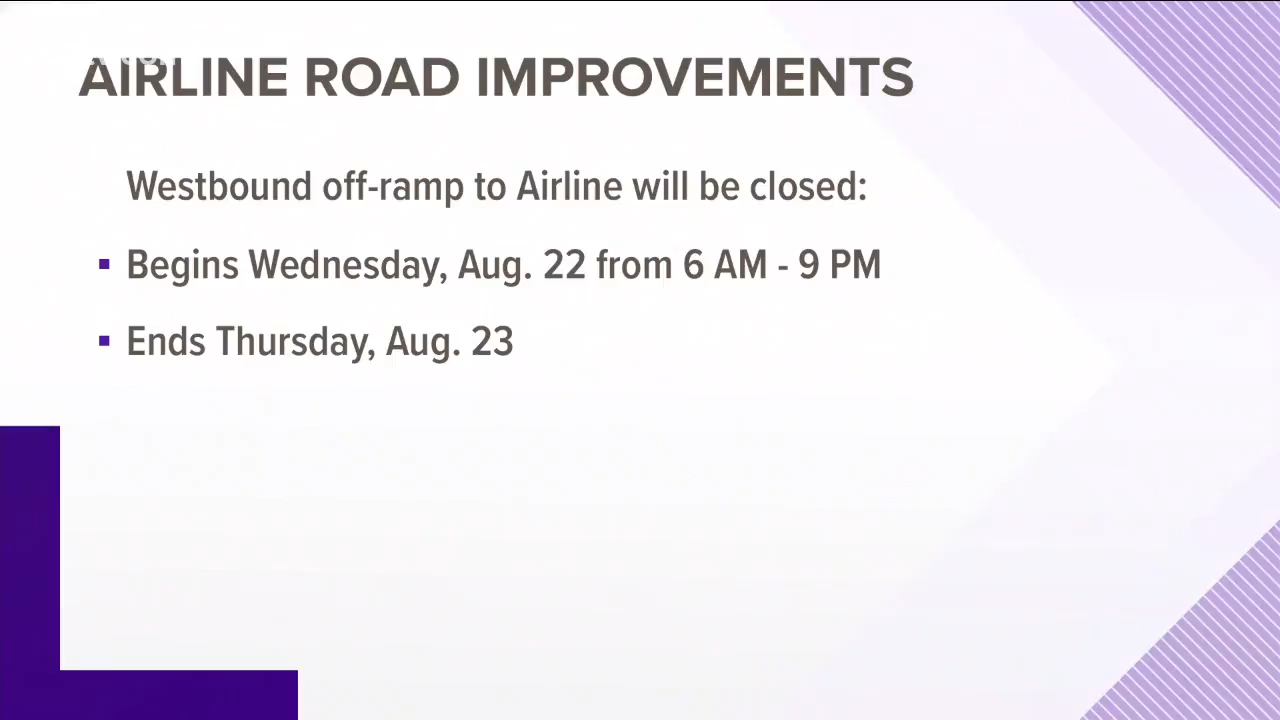 AIRLINE ROAD IMPROVEMENTS
Westbound off-ramp to Airline will be closed:
▪ Begins Wednesday, Aug. 22 from 6 AM - 9 PM
▪ Ends Thursday, Aug. 23